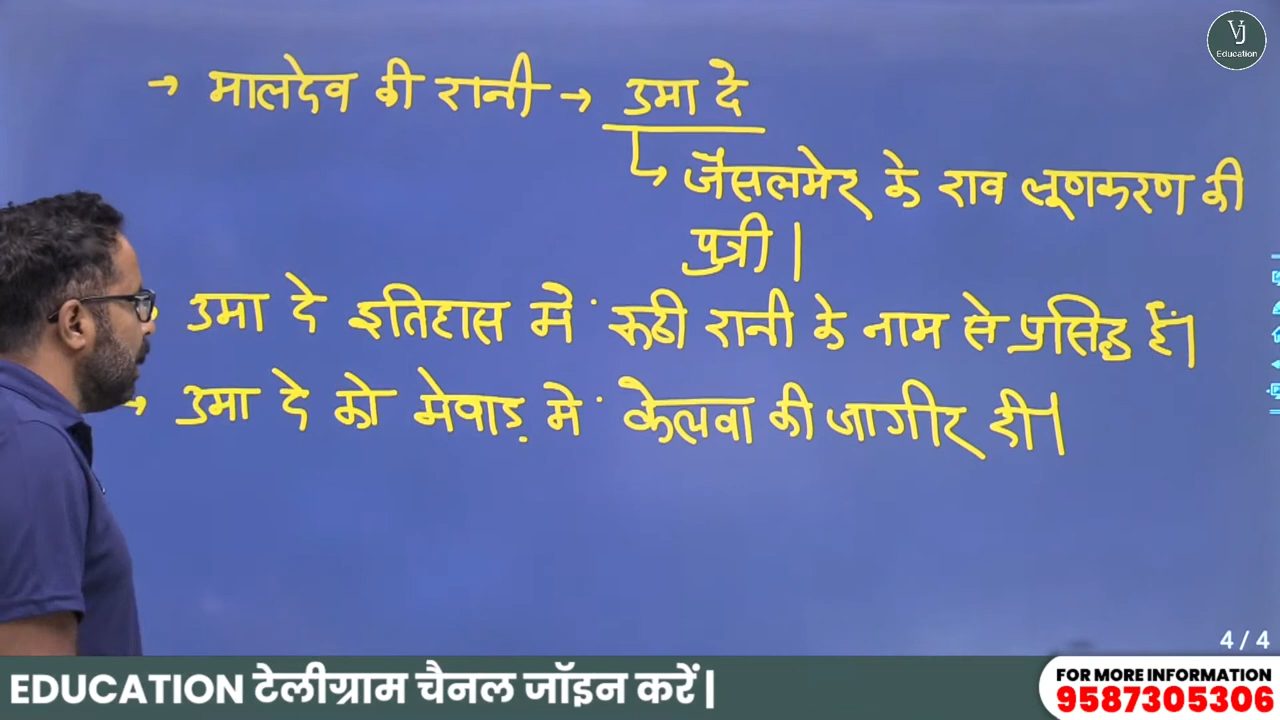 Vj
Education
→ मालदेव की रानी → उमा दे
↳ जैसलमेर के राव लूणकरण की
पुत्री |
उमा दे इतिहास में रूठी रानी के नाम से प्रसिद्ध हैं|
→ उमा दे को मेवाड़ में केलवा की जागीर दी|
4 / 4
EDUCATION टेलीग्राम चैनल जॉइन करें |
FOR MORE INFORMATION
9587305306